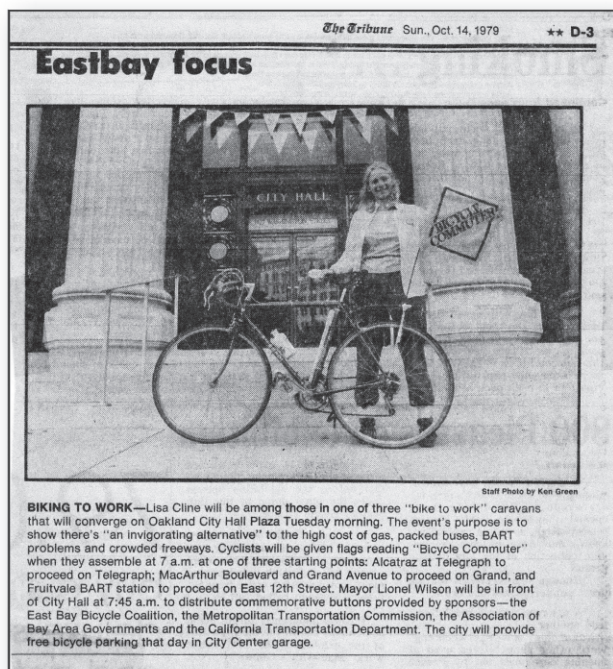 The Tribune Sun., Oct. 14, 1979 ★★ D-3
Eastbay focus
CITY HALL
BICYCLE
COMMUTER
Staff Photo by Ken Green
BIKING TO WORK—Lisa Cline will be among those in one of three "bike to work" caravans
that will converge on Oakland City Hall Plaza Tuesday morning. The event's purpose is to
show there's "an invigorating alternative" to the high cost of gas, packed buses, BART
problems and crowded freeways. Cyclists will be given flags reading "Bicycle Commuter"
when they assemble at 7 a.m. at one of three starting points: Alcatraz at Telegraph to
proceed on Telegraph; MacArthur Boulevard and Grand Avenue to proceed on Grand, and
Fruitvale BART station to proceed on East 12th Street. Mayor Lionel Wilson will be in front
of City Hall at 7:45 a.m. to distribute commemorative buttons provided by sponsors—the
East Bay Bicycle Coalition, the Metropolitan Transportation Commission, the Association of
Bay Area Governments and the California Transportation Department. The city will provide
free bicycle parking that day in City Center garage.